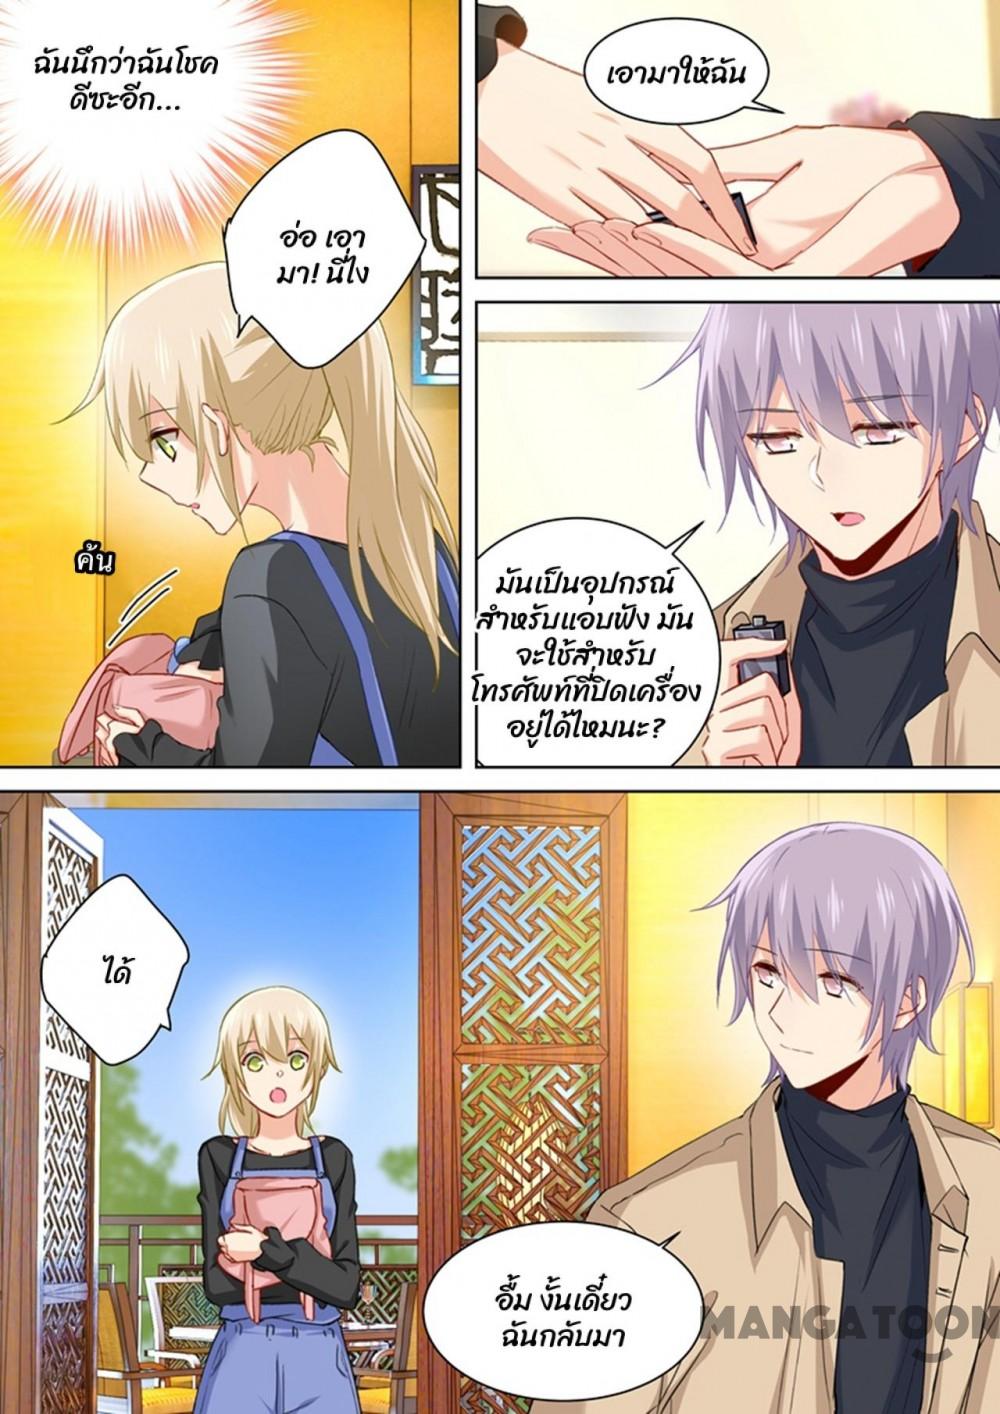 ฉันนึกว่าฉันโชค
ดีซะอีก...
อ่อ เอา
มา! นี่ไง
ค้น
เอามาให้ฉัน
มันเป็นอุปกรณ์
สำหรับแอบฟัง มัน
จะใช้สำหรับ
โทรศัพท์ที่ปิดเครื่อง
อยู่ได้ไหมนะ?
ได้
อื้ม งั้นเดี๋ยว
ฉันกลับมา
MANGATOON